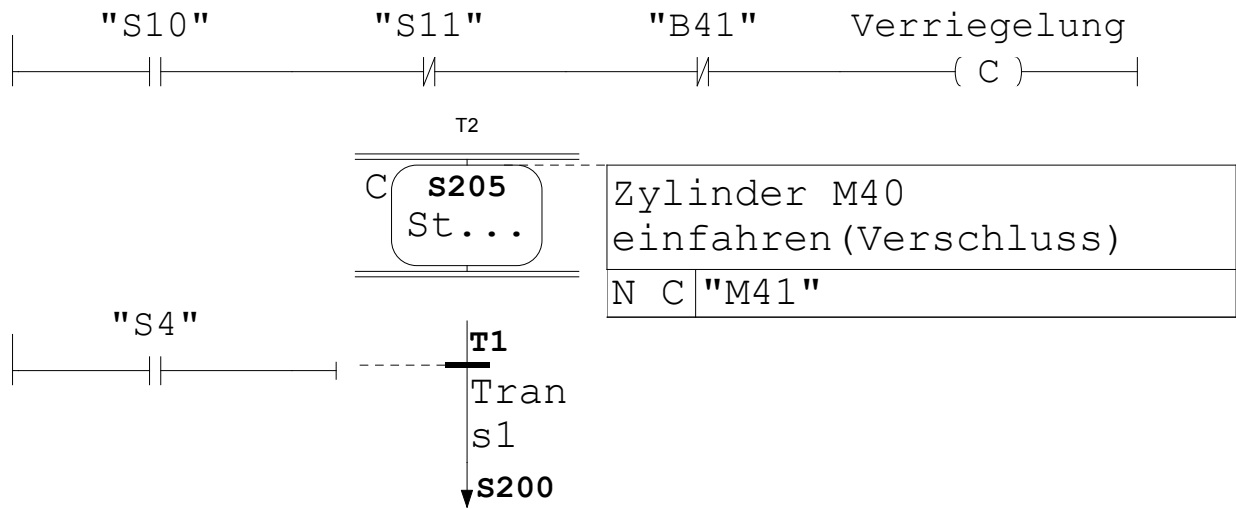 "S10" "S11" "B41" Verriegelung
( C )
T2
C S205
St...
Zylinder M40
einfahren(Verschluss)
N C "M41"
"S4"
T1
Tran
s1
S200